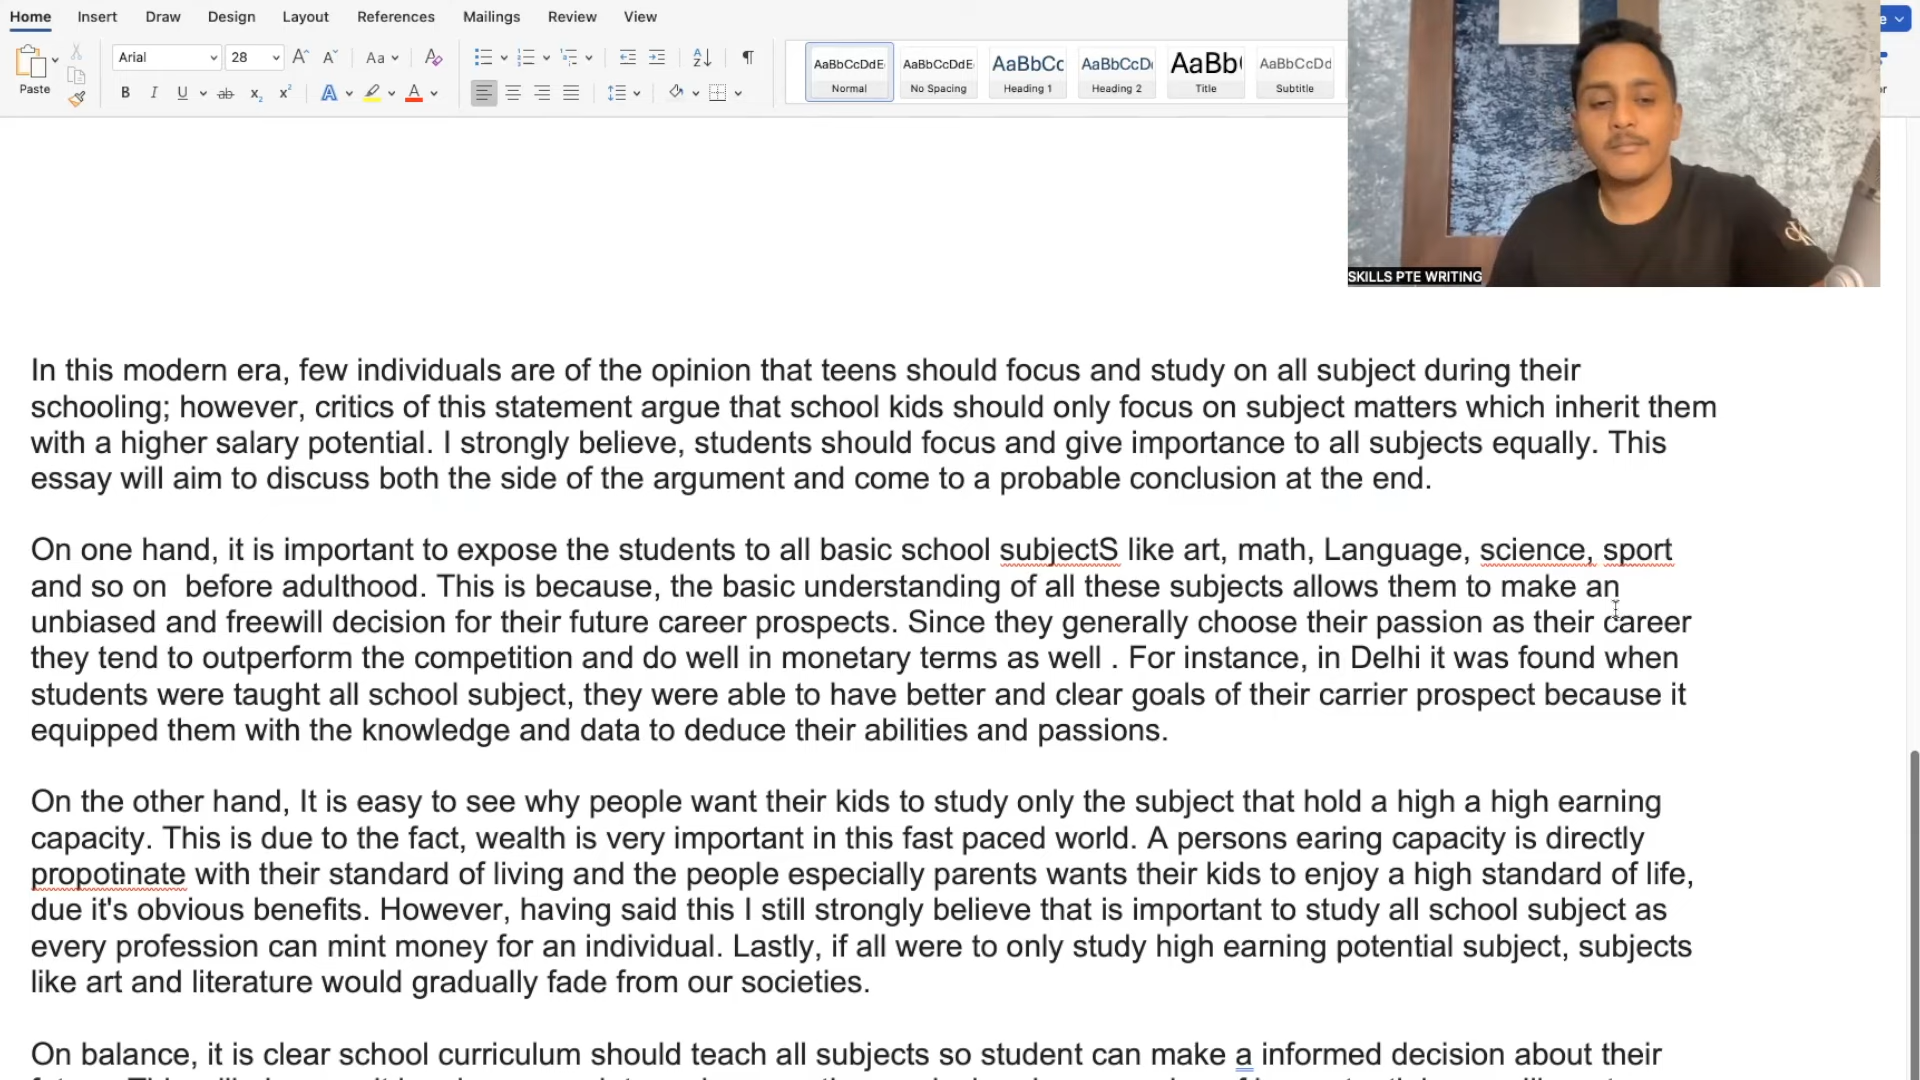 Home Insert Draw Design Layout References Mailings Review View
Arial 28 Aa
Paste
AaBbCcDdE AaBbCcDdE AaBbCc AaBbCcD AaBb AaBbCcDd
Normal No Spacing Heading 1 Heading 2 Title Subtitle
SKILLS PTE WRITING
In this modern era, few individuals are of the opinion that teens should focus and study on all subject during their
schooling; however, critics of this statement argue that school kids should only focus on subject matters which inherit them
with a higher salary potential. I strongly believe, students should focus and give importance to all subjects equally. This
essay will aim to discuss both the side of the argument and come to a probable conclusion at the end.
On one hand, it is important to expose the students to all basic school subjectS like art, math, Language, science, sport
and so on before adulthood. This is because, the basic understanding of all these subjects allows them to make an
unbiased and freewill decision for their future career prospects. Since they generally choose their passion as their career
they tend to outperform the competition and do well in monetary terms as well . For instance, in Delhi it was found when
students were taught all school subject, they were able to have better and clear goals of their carrier prospect because it
equipped them with the knowledge and data to deduce their abilities and passions.
On the other hand, It is easy to see why people want their kids to study only the subject that hold a high a high earning
capacity. This is due to the fact, wealth is very important in this fast paced world. A persons earing capacity is directly
propotinate with their standard of living and the people especially parents wants their kids to enjoy a high standard of life,
due it's obvious benefits. However, having said this I still strongly believe that is important to study all school subject as
every profession can mint money for an individual. Lastly, if all were to only study high earning potential subject, subjects
like art and literature would gradually fade from our societies.
On balance, it is clear school curriculum should teach all subjects so student can make a informed decision about their